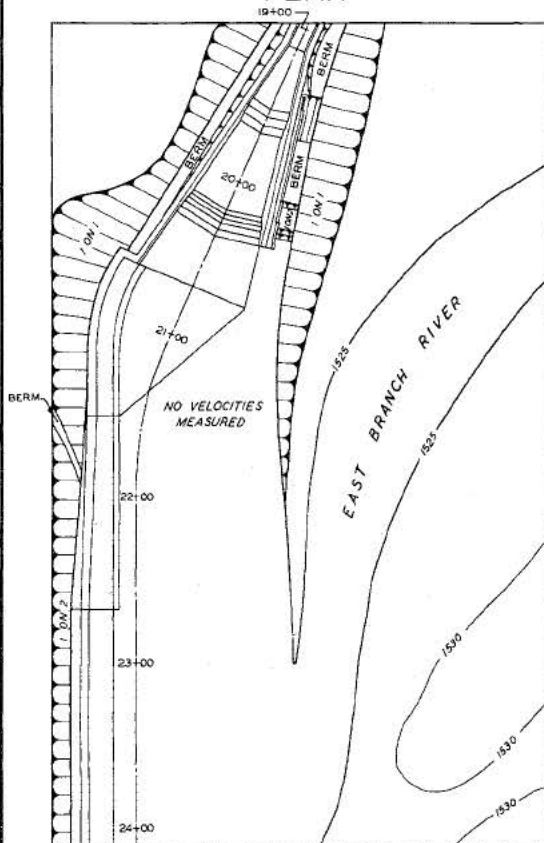 19+00
BERM
BERM
BERM
20+00
1 ON 1
1 ON 1
21+00
1525
EAST BRANCH RIVER
1525
BERM
NO VELOCITIES
MEASURED
22+00
1 ON 2
1530
23+00
1530
1530
24+00